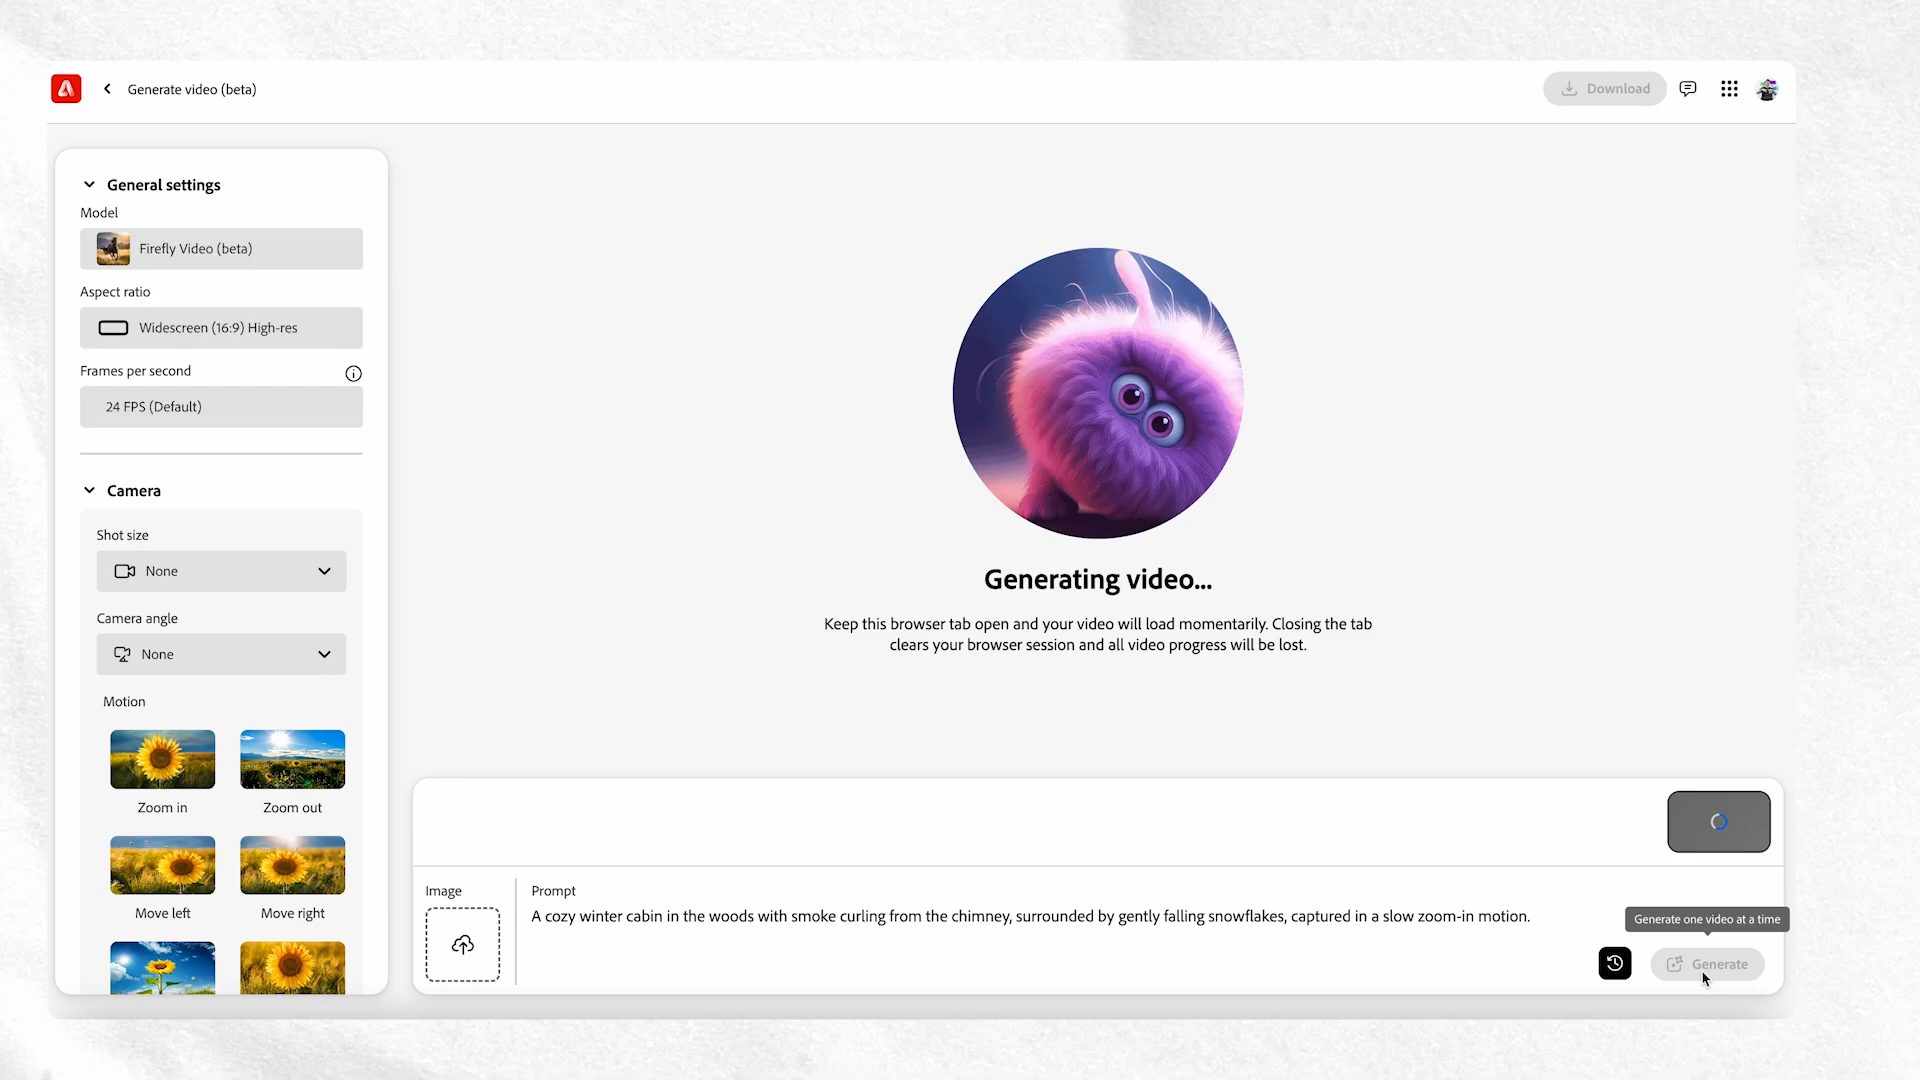 Generate video (beta)
Download
General settings
Model
Firefly Video (beta)
Aspect ratio
Widescreen (16:9) High-res
Frames per second
24 FPS (Default)
Camera
Shot size
None
Camera angle
None
Motion
Zoom in
Zoom out
Move left
Move right
Generating video...
Keep this browser tab open and your video will load momentarily. Closing the tab
clears your browser session and all video progress will be lost.
Image
Prompt
A cozy winter cabin in the woods with smoke curling from the chimney, surrounded by gently falling snowflakes, captured in a slow zoom-in motion.
Generate one video at a time
Generate